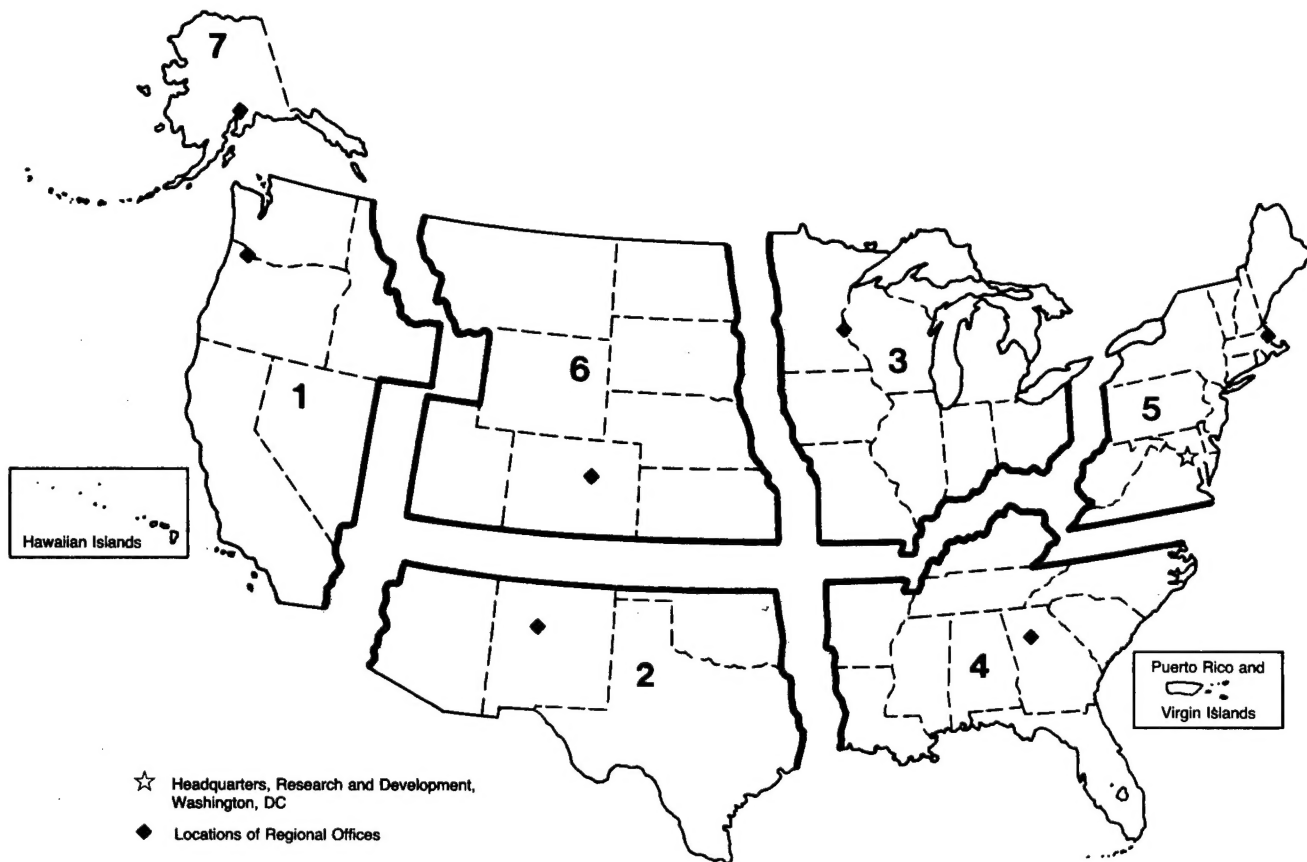 7
6
3
1
5
Hawaiian Islands
2
4
Puerto Rico and
Virgin Islands
Headquarters, Research and Development,
Washington, DC
Locations of Regional Offices